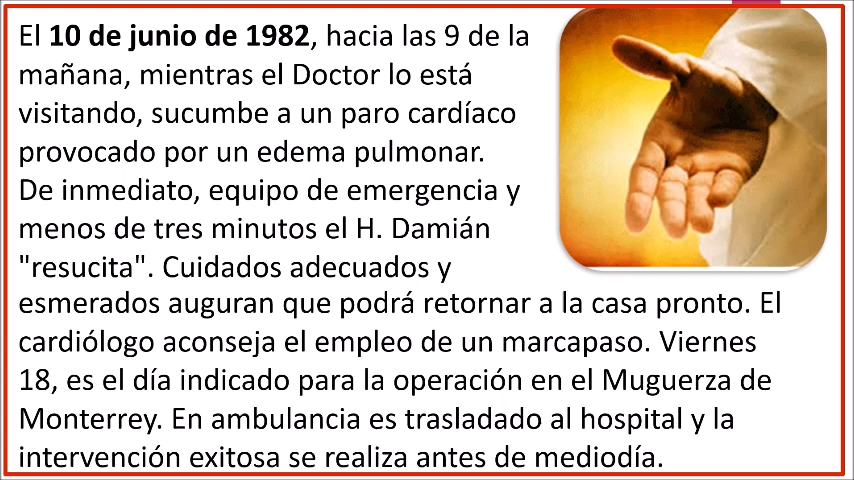 El 10 de junio de 1982, hacia las 9 de la
mañana, mientras el Doctor lo está
visitando, sucumbe a un paro cardíaco
provocado por un edema pulmonar.
De inmediato, equipo de emergencia y
menos de tres minutos el H. Damián
"resucita". Cuidados adecuados y
esmerados auguran que podrá retornar a la casa pronto. El
cardiólogo aconseja el empleo de un marcapaso. Viernes
18, es el día indicado para la operación en el Muguerza de
Monterrey. En ambulancia es trasladado al hospital y la
intervención exitosa se realiza antes de mediodía.